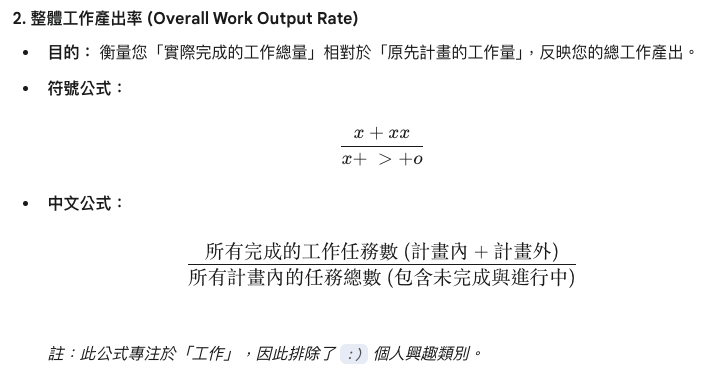 2. 整體工作產出率 (Overall Work Output Rate)
• 目的： 衡量您「實際完成的工作總量」相對於「原先計畫的工作量」，反映您的總工作產出。
• 符號公式：
x + xx
x+ > +o
• 中文公式：
所有完成的工作任務數 (計畫內 + 計畫外)
所有計畫內的任務總數 (包含未完成與進行中)
註：此公式專注於「工作」，因此排除了 :) 個人興趣類別。